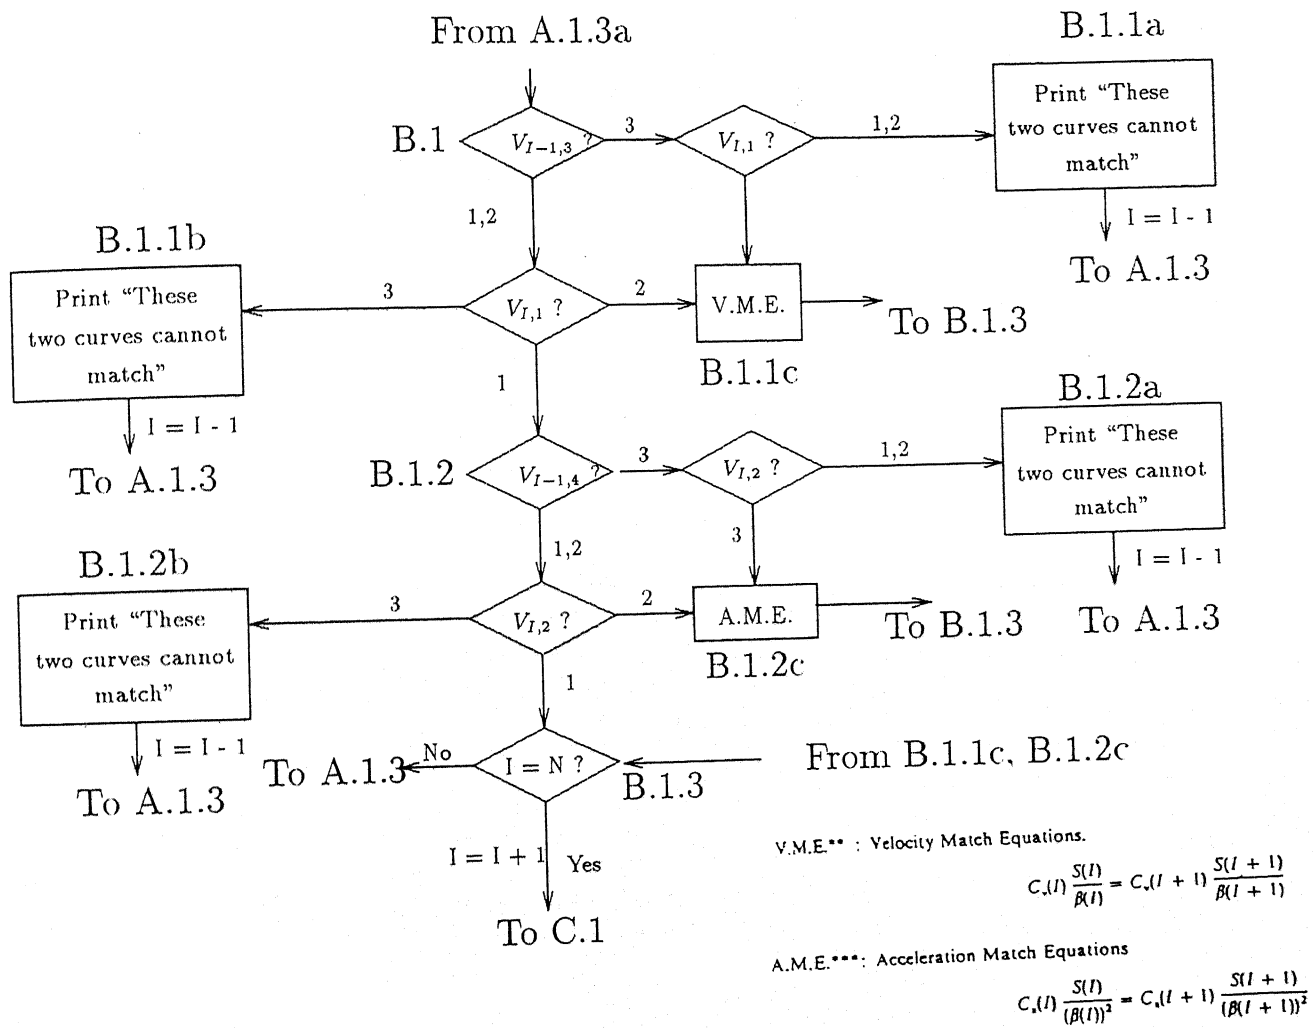 From A.1.3a
B.1.1a
Print “These
two curves cannot
match”
B.1
V_{I-1,3} ?
3
V_{I,1} ?
1,2
I = I - 1
To A.1.3
1,2
B.1.1b
Print “These
two curves cannot
match”
3
V_{I,1} ?
2
V.M.E.
To B.1.3
B.1.1c
I = I - 1
To A.1.3
1
B.1.2a
Print “These
two curves cannot
match”
B.1.2
V_{I-1,4} ?
3
V_{I,2} ?
1,2
3
I = I - 1
To A.1.3
1,2
B.1.2b
Print “These
two curves cannot
match”
3
V_{I,2} ?
2
A.M.E.
To B.1.3
B.1.2c
I = I - 1
To A.1.3
1
To A.1.3
No
I = N ?
B.1.3
From B.1.1c, B.1.2c
I = I + 1
Yes
To C.1
V.M.E.** : Velocity Match Equations.
C_v(I) S(I)/β(I) = C_v(I + 1) S(I + 1)/β(I + 1)
A.M.E.***: Acceleration Match Equations
C_a(I) S(I)/(β(I))² = C_a(I + 1) S(I + 1)/(β(I + 1))²